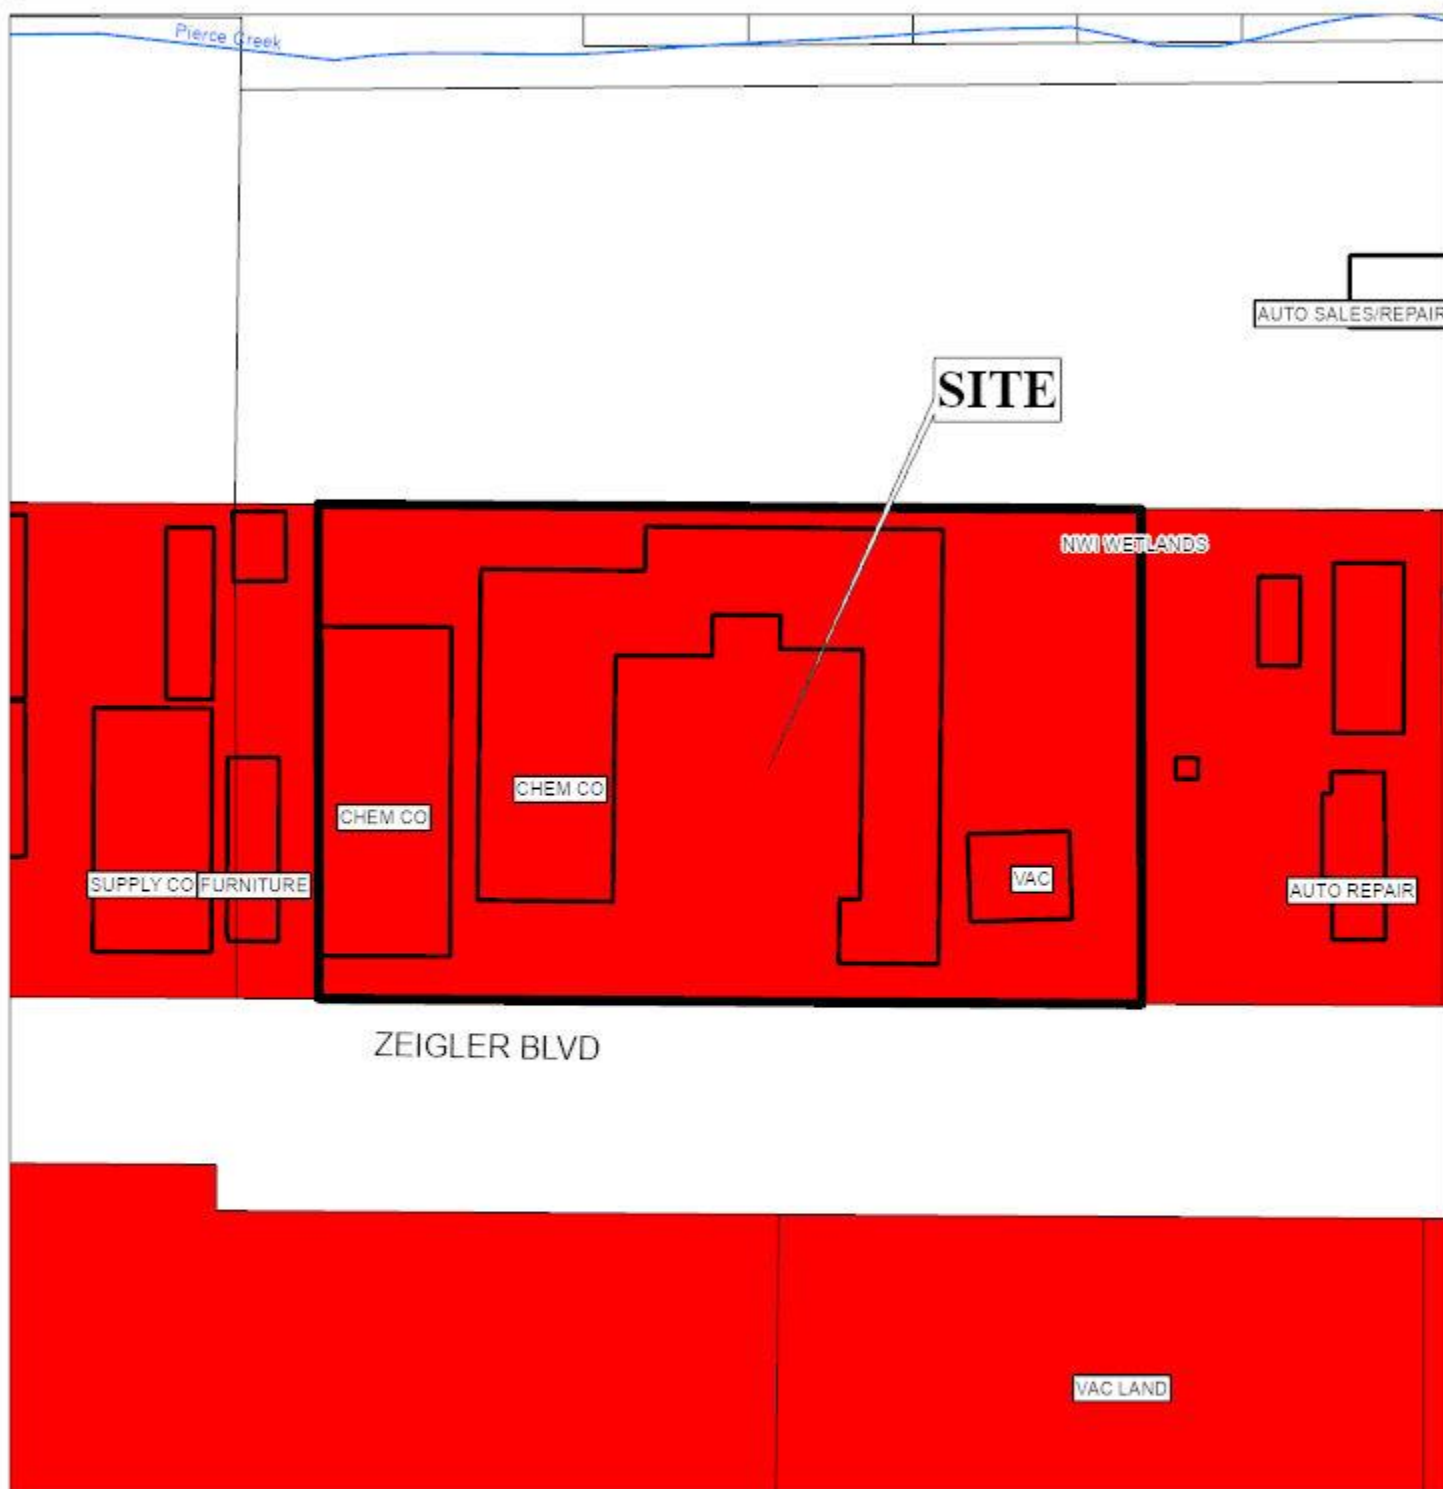 Pierce Creek
AUTO SALES/REPAIR
SITE
NWI WETLANDS
CHEM CO
CHEM CO
VAC
SUPPLY CO
FURNITURE
AUTO REPAIR
ZEIGLER BLVD
VAC LAND